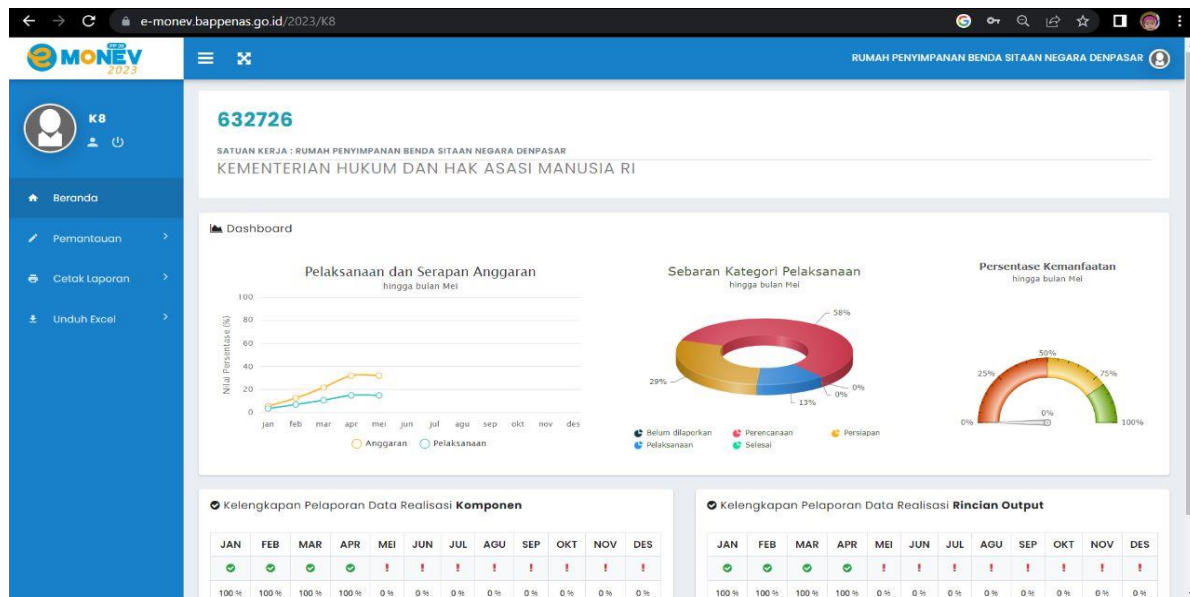 e-monev.bappenas.go.id/2023/K8
e MONEV
PP 39
2023
RUMAH PENYIMPANAN BENDA SITAAN NEGARA DENPASAR
K8
Beranda
Pemantauan
Cetak Laporan
Unduh Excel
632726
SATUAN KERJA : RUMAH PENYIMPANAN BENDA SITAAN NEGARA DENPASAR
KEMENTERIAN HUKUM DAN HAK ASASI MANUSIA RI
Dashboard
Pelaksanaan dan Serapan Anggaran
hingga bulan Mei
Nilai Persentase (%)
100
80
60
40
20
0
jan feb mar apr mei jun jul agu sep okt nov des
Anggaran Pelaksanaan
Sebaran Kategori Pelaksanaan
hingga bulan Mei
58%
29%
0%
0%
13%
Belum dilaporkan Perencanaan Persiapan
Pelaksanaan Selesai
Persentase Kemanfaatan
hingga bulan Mei
50%
25% 75%
0%
0% 100%
Kelengkapan Pelaporan Data Realisasi Komponen
JAN FEB MAR APR MEI JUN JUL AGU SEP OKT NOV DES
! ! ! ! ! ! ! !
100 % 100 % 100 % 100 % 0 % 0 % 0 % 0 % 0 % 0 % 0 % 0 %
Kelengkapan Pelaporan Data Realisasi Rincian Output
JAN FEB MAR APR MEI JUN JUL AGU SEP OKT NOV DES
! ! ! ! ! ! ! !
100 % 100 % 100 % 100 % 0 % 0 % 0 % 0 % 0 % 0 % 0 % 0 %